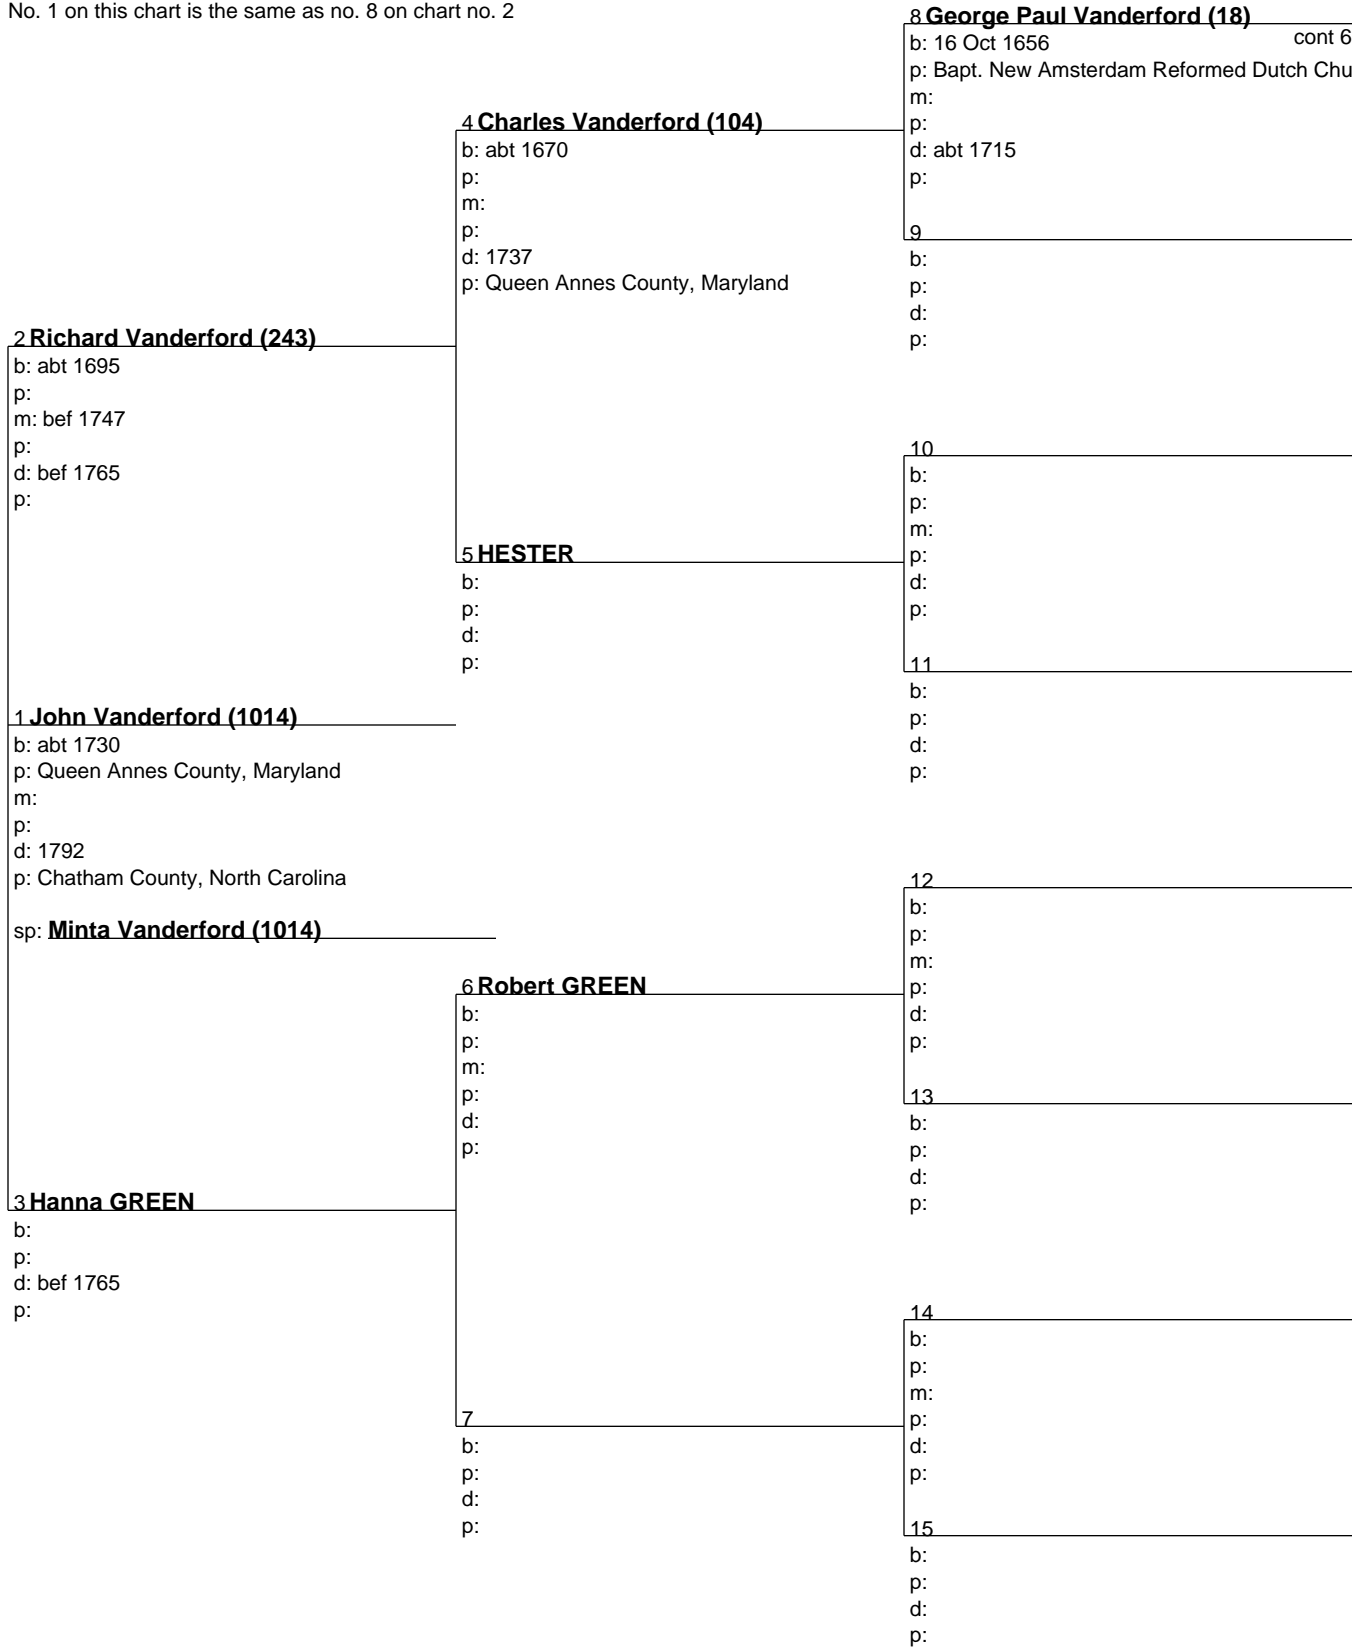 No. 1 on this chart is the same as no. 8 on chart no. 2
8 George Paul Vanderford (18)
b: 16 Oct 1656 cont 6
p: Bapt. New Amsterdam Reformed Dutch Chu
m:
p:
d: abt 1715
p:
4 Charles Vanderford (104)
b: abt 1670
p:
m:
p:
d: 1737
p: Queen Annes County, Maryland
9
b:
p:
d:
p:
2 Richard Vanderford (243)
b: abt 1695
p:
m: bef 1747
p:
d: bef 1765
p:
10
b:
p:
m:
p:
d:
p:
5 HESTER
b:
p:
d:
p:
11
b:
p:
d:
p:
1 John Vanderford (1014)
b: abt 1730
p: Queen Annes County, Maryland
m:
p:
d: 1792
p: Chatham County, North Carolina
sp: Minta Vanderford (1014)
12
b:
p:
m:
p:
d:
p:
6 Robert GREEN
b:
p:
m:
p:
d:
p:
13
b:
p:
d:
p:
3 Hanna GREEN
b:
p:
d: bef 1765
p:
14
b:
p:
m:
p:
d:
p:
7
b:
p:
d:
p:
15
b:
p:
d:
p: